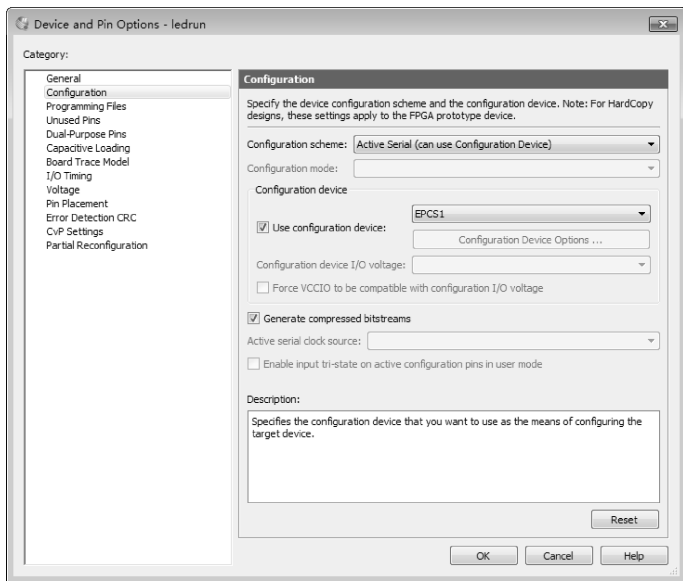 Device and Pin Options - ledrun
Category:
General
Configuration
Programming Files
Unused Pins
Dual-Purpose Pins
Capacitive Loading
Board Trace Model
I/O Timing
Voltage
Pin Placement
Error Detection CRC
CvP Settings
Partial Reconfiguration
Configuration
Specify the device configuration scheme and the configuration device. Note: For HardCopy
designs, these settings apply to the FPGA prototype device.
Configuration scheme: Active Serial (can use Configuration Device)
Configuration mode:
Configuration device
EPCS1
Use configuration device:
Configuration Device Options ...
Configuration device I/O voltage:
Force VCCIO to be compatible with configuration I/O voltage
Generate compressed bitstreams
Active serial clock source:
Enable input tri-state on active configuration pins in user mode
Description:
Specifies the configuration device that you want to use as the means of configuring the
target device.
Reset
OK Cancel Help